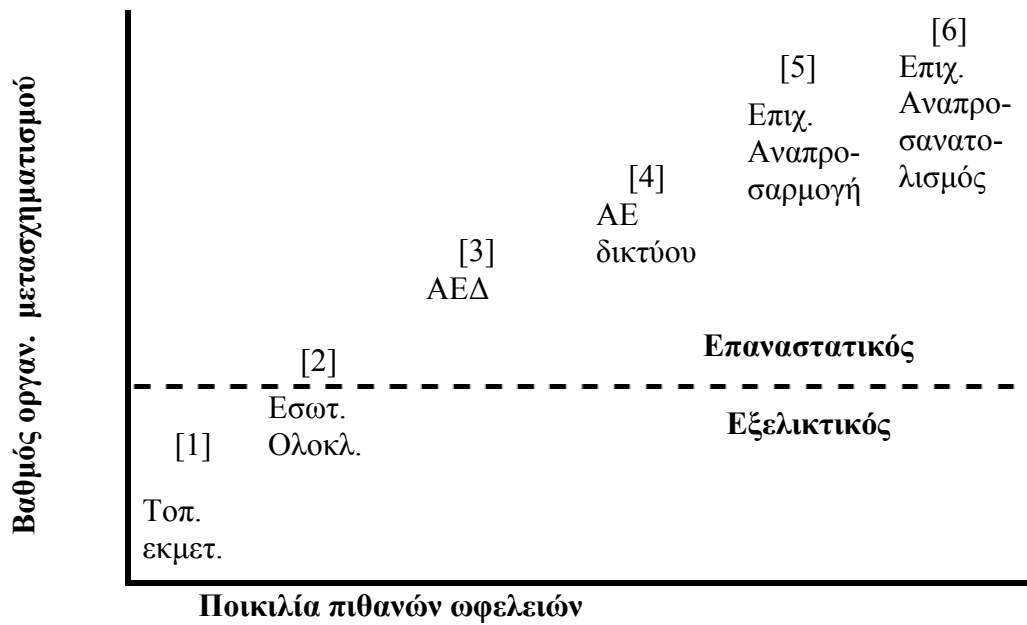 Βαθμός οργαν. μετασχηματισμού
[6]
Επιχ.
Αναπρο-
σανατο-
λισμός
[5]
Επιχ.
Αναπρο-
σαρμογή
[4]
ΑΕ
δικτύου
[3]
ΑΕΔ
Επαναστατικός
[2]
Εσωτ.
Ολοκλ.
Εξελικτικός
[1]
Τοπ.
εκμετ.
Ποικιλία πιθανών ωφελειών